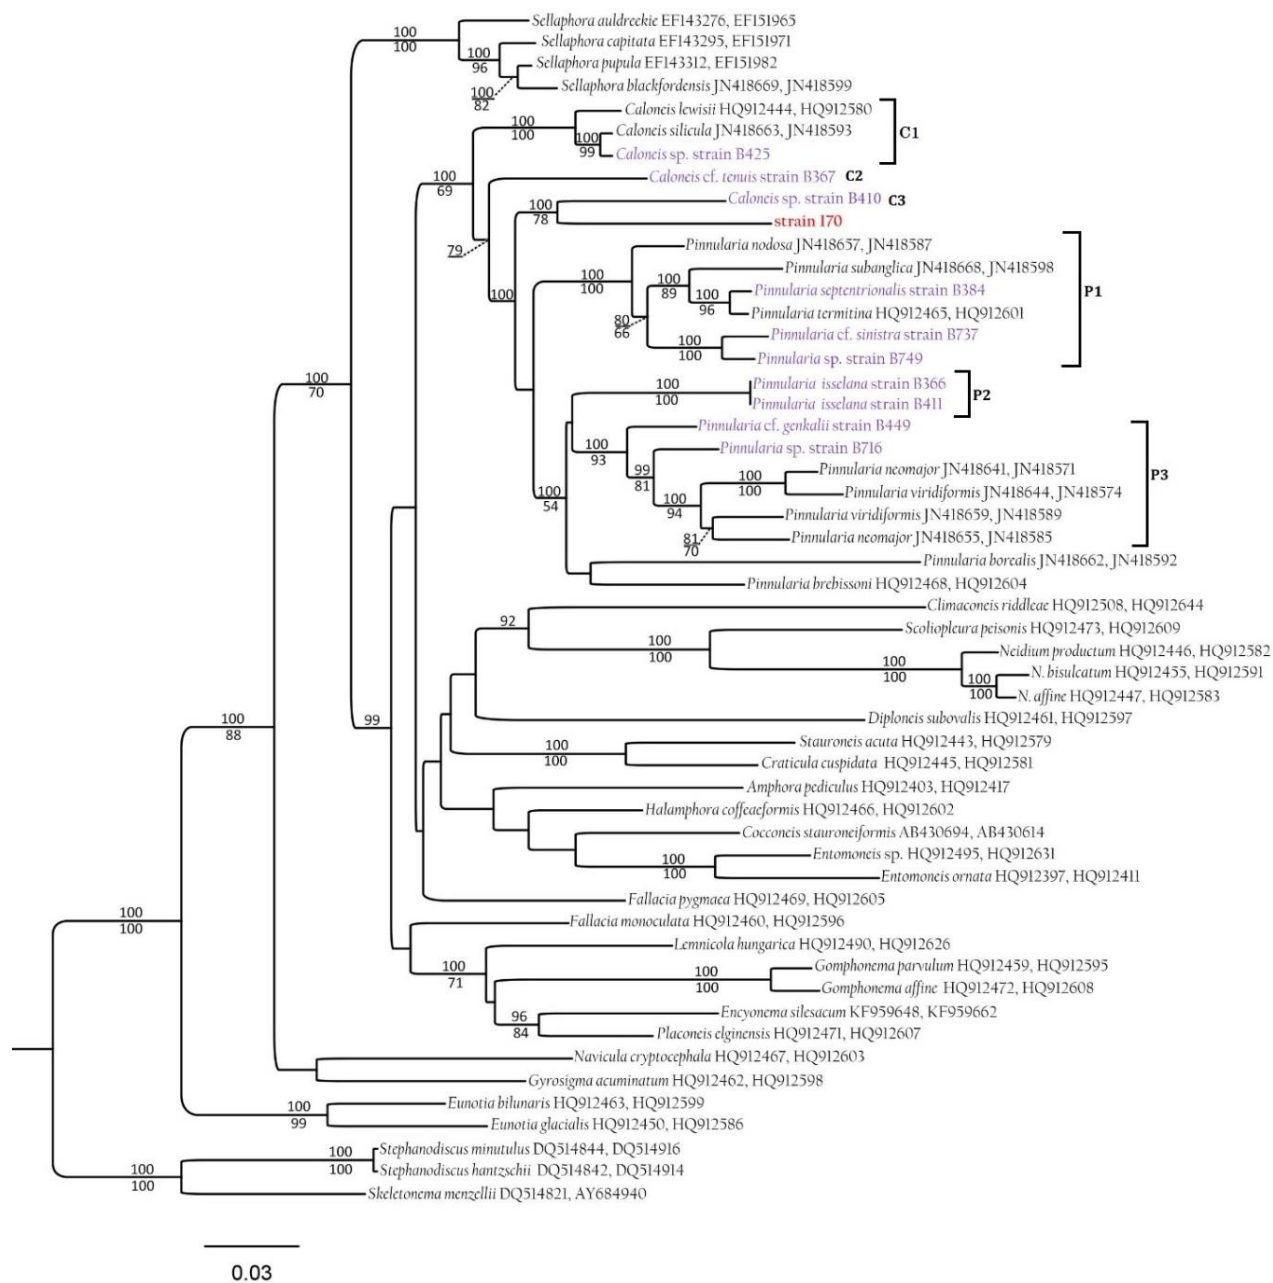 Sellaphora auldreekie EF143276, EF151965
100
100
Sellaphora capitata EF143295, EF151971
100
96
Sellaphora pupula EF143312, EF151982
Sellaphora blackfordensis JN418669, JN418599
100
82
Caloneis lewisii HQ912444, HQ912580
100
100
Caloneis silicula JN418663, JN418593
C1
100
99
Caloneis sp. strain B425
100
69
Caloneis cf. tenuis strain B367 C2
Caloneis sp. strain B410 C3
100
78
strain I70
79
Pinnularia nodosa JN418657, JN418587
100
100
Pinnularia subanglica JN418668, JN418598
100
89
Pinnularia septentrionalis strain B384
P1
100
100
96
Pinnularia termitina HQ912465, HQ912601
80
66
Pinnularia cf. sinistra strain B737
100
100
Pinnularia sp. strain B749
100
70
Pinnularia isselana strain B366
100
100
P2
Pinnularia isselana strain B411
Pinnularia cf. genkalii strain B449
100
93
Pinnularia sp. strain B716
99
81
Pinnularia neomajor JN418641, JN418571
P3
100
100
Pinnularia viridiformis JN418644, JN418574
100
54
100
94
Pinnularia viridiformis JN418659, JN418589
81
70
Pinnularia neomajor JN418655, JN418585
Pinnularia borealis JN418662, JN418592
Pinnularia brebissoni HQ912468, HQ912604
Climaconeis riddleae HQ912508, HQ912644
92
Scoliopleura peisonis HQ912473, HQ912609
100
100
Neidium productum HQ912446, HQ912582
100
100
N. bisulcatum HQ912455, HQ912591
100
100
N. affine HQ912447, HQ912583
Diploneis subovalis HQ912461, HQ912597
99
100
88
Stauroneis acuta HQ912443, HQ912579
100
100
Craticula cuspidata HQ912445, HQ912581
Amphora pediculus HQ912403, HQ912417
Halamphora coffeaeformis HQ912466, HQ912602
Cocconeis stauroneiformis AB430694, AB430614
Entomoneis sp. HQ912495, HQ912631
100
100
Entomoneis ornata HQ912397, HQ912411
Fallacia pygmaea HQ912469, HQ912605
100
100
Fallacia monoculata HQ912460, HQ912596
Lemnicola hungarica HQ912490, HQ912626
100
71
Gomphonema parvulum HQ912459, HQ912595
100
100
Gomphonema affine HQ912472, HQ912608
Encyonema silesacum KF959648, KF959662
96
84
Placoneis elginensis HQ912471, HQ912607
Navicula cryptocephala HQ912467, HQ912603
Gyrosigma acuminatum HQ912462, HQ912598
Eunotia bilunaris HQ912463, HQ912599
100
99
Eunotia glacialis HQ912450, HQ912586
Stephanodiscus minutulus DQ514844, DQ514916
100
100
Stephanodiscus hantzschii DQ514842, DQ514914
100
100
Skeletonema menzellii DQ514821, AY684940
0.03